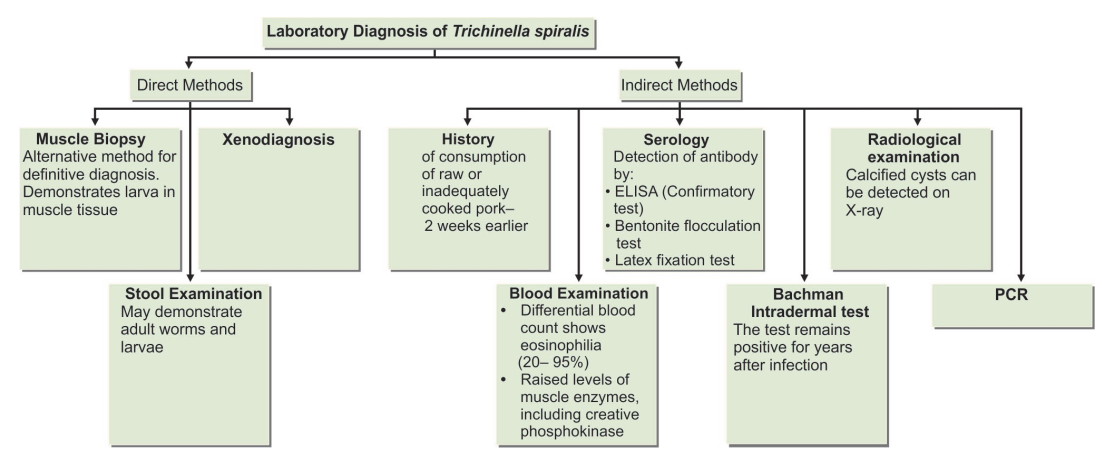 Laboratory Diagnosis of Trichinella spiralis
Direct Methods
Indirect Methods
Muscle Biopsy
Alternative method for
definitive diagnosis.
Demonstrates larva in
muscle tissue
Xenodiagnosis
History
of consumption
of raw or
inadequately
cooked pork–
2 weeks earlier
Serology
Detection of antibody
by:
• ELISA (Confirmatory
test)
• Bentonite flocculation
test
• Latex fixation test
Radiological
examination
Calcified cysts can
be detected on
X-ray
Stool Examination
May demonstrate
adult worms and
larvae
Blood Examination
• Differential blood
count shows
eosinophilia
(20– 95%)
• Raised levels of
muscle enzymes,
including creative
phosphokinase
Bachman
Intradermal test
The test remains
positive for years
after infection
PCR